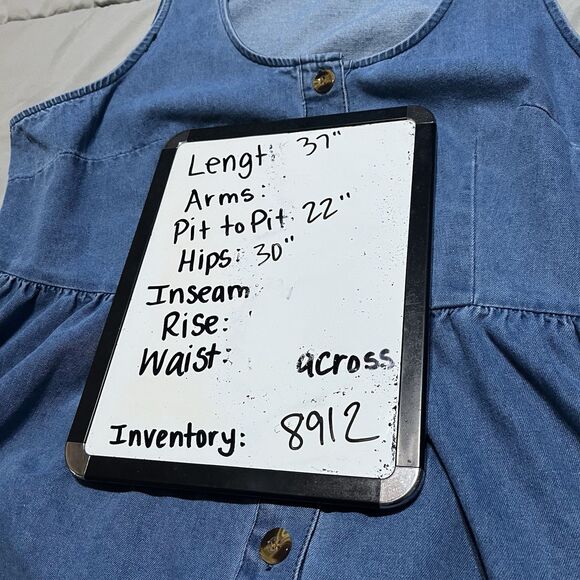 Lengt: 37"
Arms:
Pit to Pit: 22"
Hips: 30"
Inseam
Rise:
Waist: across
Inventory: 8912